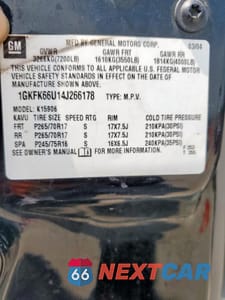 GM
MFD BY GENERAL MOTORS CORP.
03/04
GVWR GAWR FRT GAWR RR
3266KG(7200LB) 1610KG(3550LB) 1814KG(4000LB)
THIS VEHICLE CONFORMS TO ALL APPLICABLE U.S. FEDERAL MOTOR
VEHICLE SAFETY STANDARDS IN EFFECT ON THE DATE OF
MANUFACTURE SHOWN ABOVE.
1GKFK66U14J266178 TYPE: M.P.V.
MODEL: K15906
TIRE SIZE SPEED RTG RIM COLD TIRE PRESSURE
FRT P265/70R17 S 17X7.5J 210KPA(30PSI)
RR P265/70R17 S 17X7.5J 210KPA(30PSI)
SPA P245/75R16 S 16X6.5J 240KPA(35PSI)
SEE OWNER'S MANUAL FOR MORE INFORMATION.
66 NEXTCAR